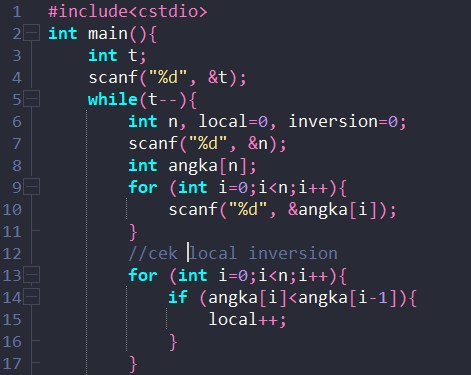 1 #include<cstdio>
2 int main(){
3 int t;
4 scanf("%d", &t);
5 while(t--){
6 int n, local=0, inversion=0;
7 scanf("%d", &n);
8 int angka[n];
9 for (int i=0;i<n;i++){
10 scanf("%d", &angka[i]);
11 }
12 //cek local inversion
13 for (int i=0;i<n;i++){
14 if (angka[i]<angka[i-1]){
15 local++;
16 }
17 }